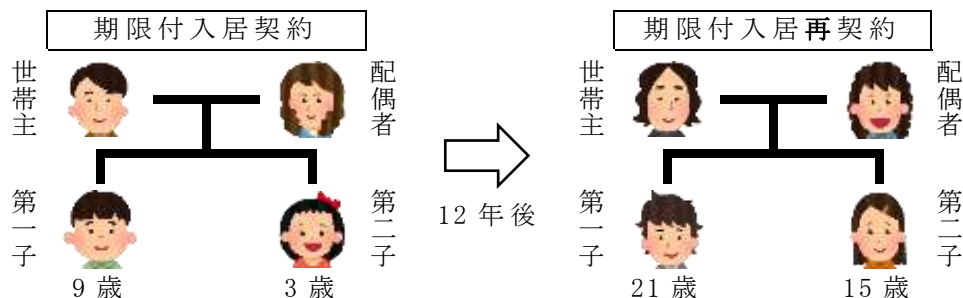 期限付入居契約
世帯主
配偶者
第一子
第二子
9歳
3歳
12年後
期限付入居再契約
世帯主
配偶者
第一子
第二子
21歳
15歳